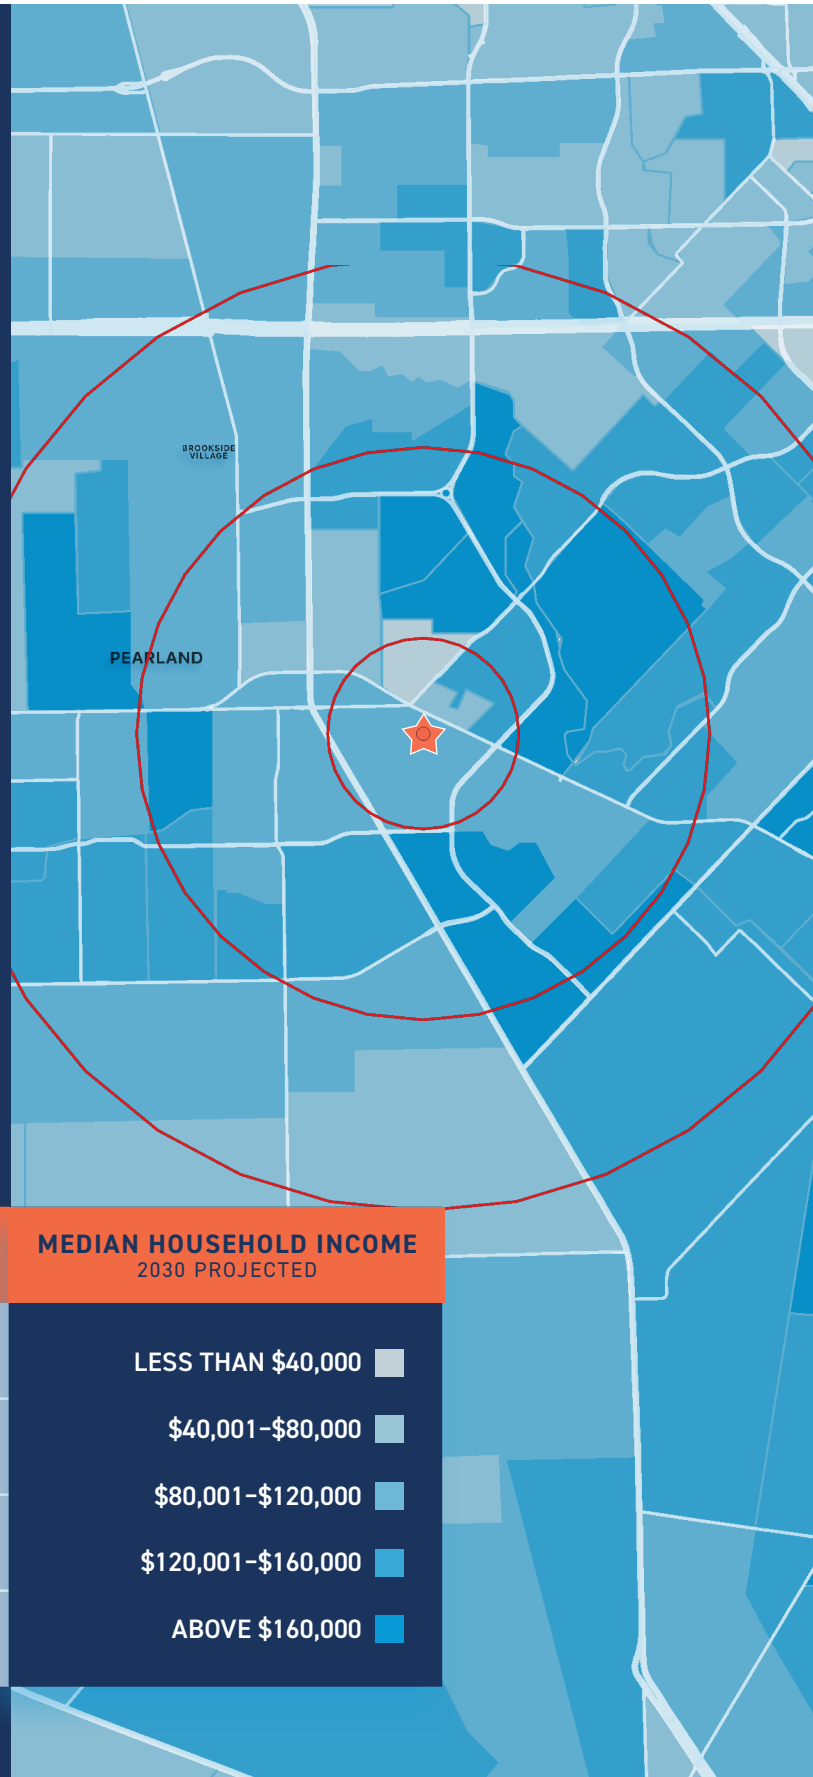 BROOKSIDE
VILLAGE
PEARLAND
MEDIAN HOUSEHOLD INCOME
2030 PROJECTED
LESS THAN $40,000
$40,001–$80,000
$80,001–$120,000
$120,001–$160,000
ABOVE $160,000